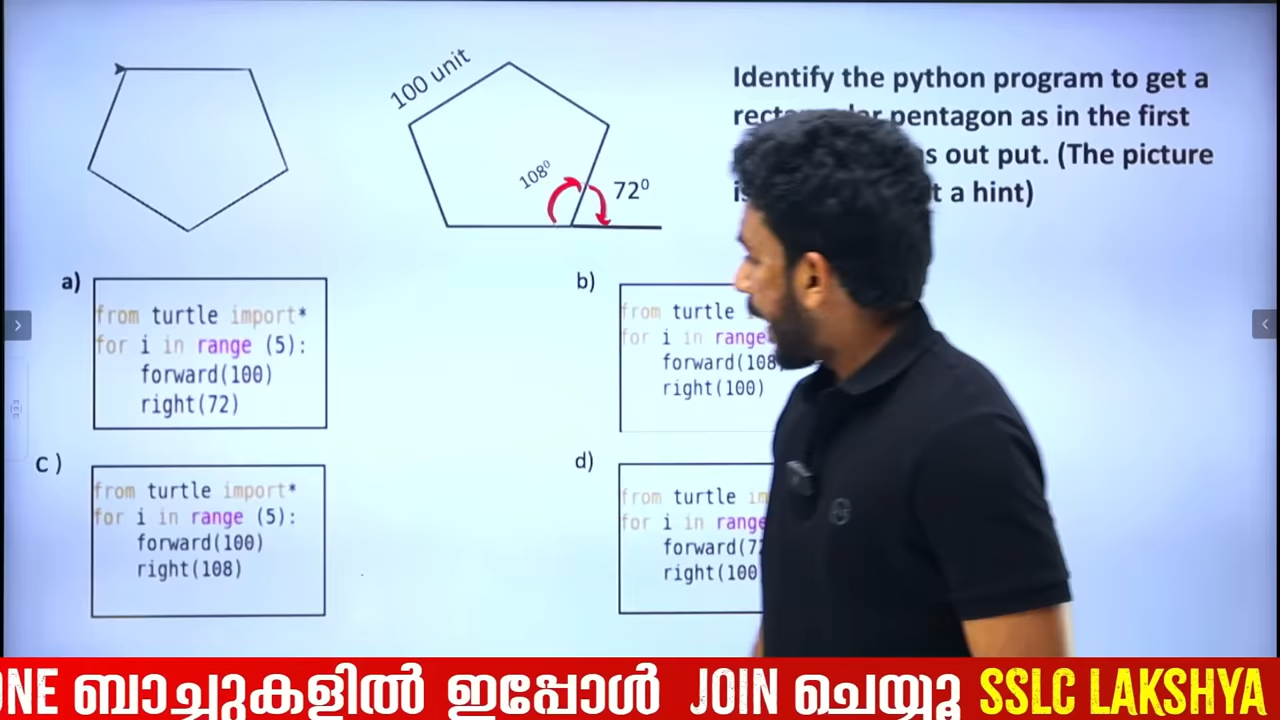 100 unit
108⁰
72⁰
Identify the python program to get a
pentagon as in the first
out put. (The picture
a hint)
a)
from turtle import*
for i in range (5):
forward(100)
right(72)
b)
from turtle
for i in range
forward(108
right(100)
c)
from turtle import*
for i in range (5):
forward(100)
right(108)
d)
from turtle
for i in range
right(100
ബാച്ചുകളിൽ ഇപ്പോൾ JOIN ചെയ്യൂ SSLC LAKSHYA